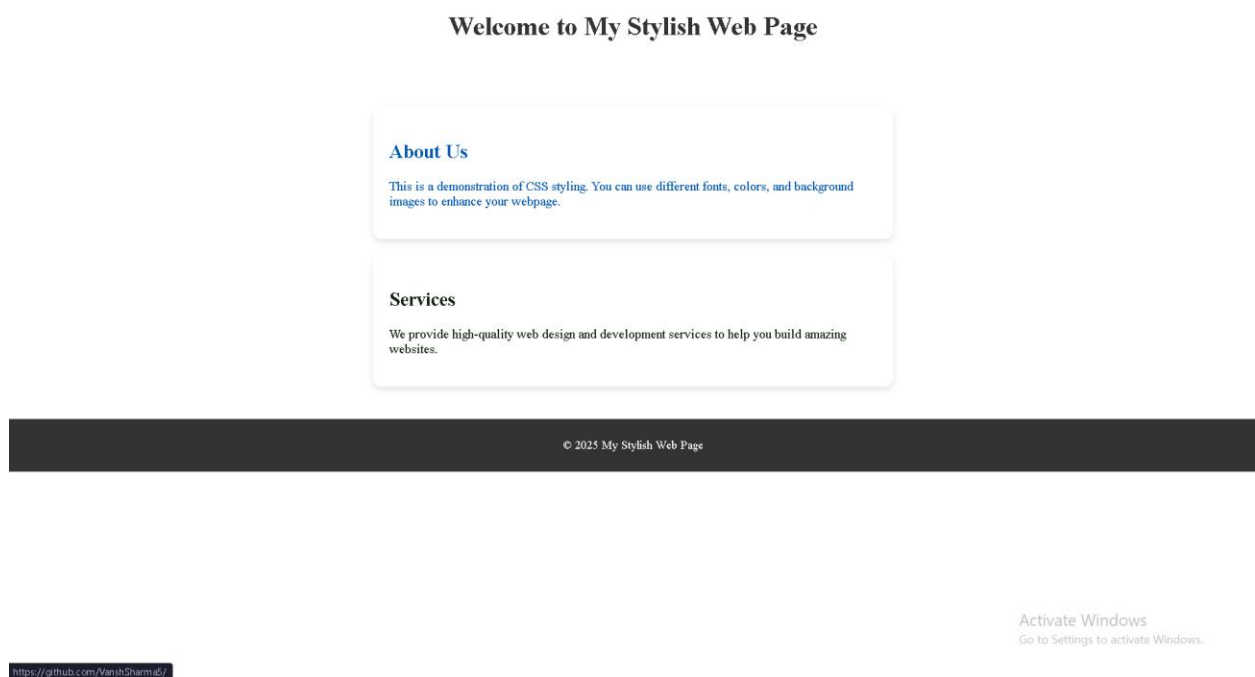 Welcome to My Stylish Web Page
About Us
This is a demonstration of CSS styling. You can use different fonts, colors, and background
images to enhance your webpage.
Services
We provide high-quality web design and development services to help you build amazing
websites.
© 2025 My Stylish Web Page
Activate Windows
Go to Settings to activate Windows.
https://github.com/VanshSharma5/